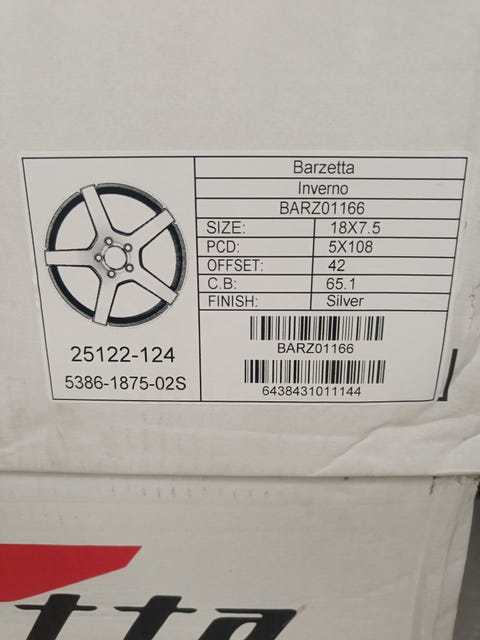 Barzetta
Inverno
BARZ01166
SIZE: 18X7.5
PCD: 5X108
OFFSET: 42
C.B: 65.1
FINISH: Silver
25122-124
5386-1875-02S
BARZ01166
6438431011144
tta